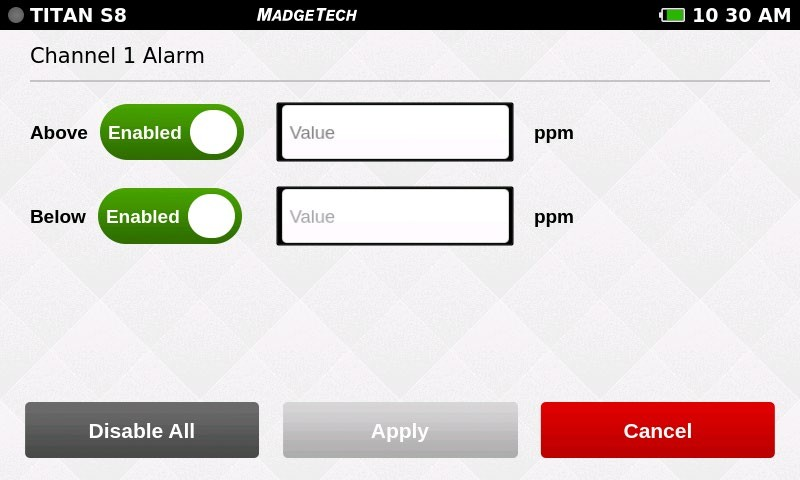 TITAN S8 MADGETECH 10 30 AM
Channel 1 Alarm
Above Enabled Value ppm
Below Enabled Value ppm
Disable All Apply Cancel